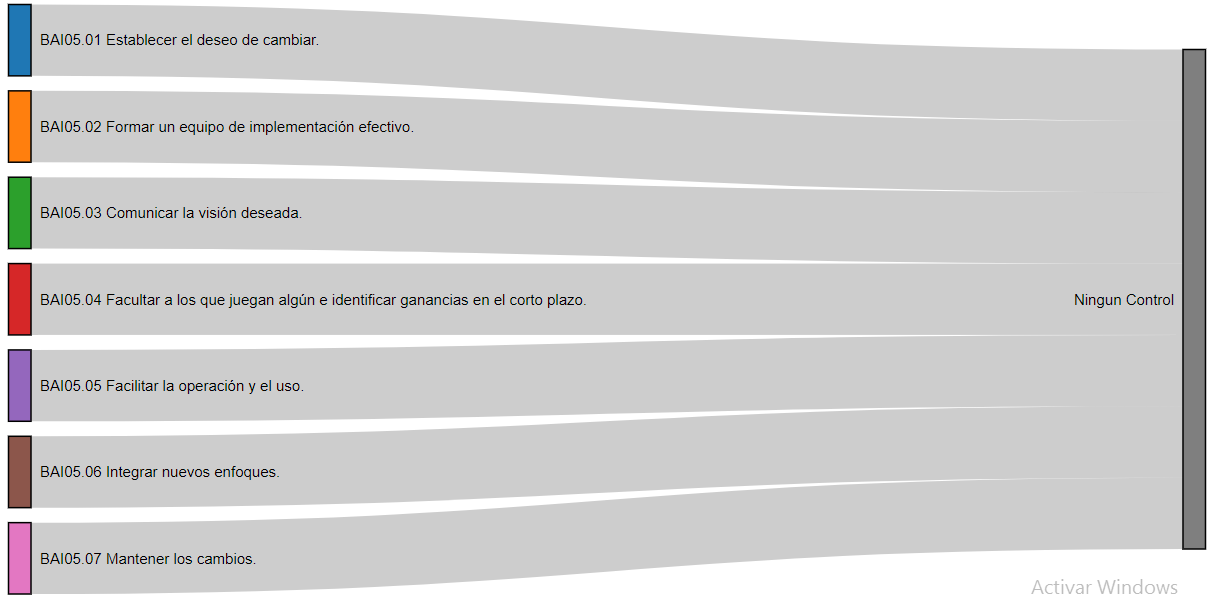 BAI05.01 Establecer el deseo de cambiar.
BAI05.02 Formar un equipo de implementación efectivo.
BAI05.03 Comunicar la visión deseada.
BAI05.04 Facultar a los que juegan algún e identificar ganancias en el corto plazo.
Ningun Control
BAI05.05 Facilitar la operación y el uso.
BAI05.06 Integrar nuevos enfoques.
BAI05.07 Mantener los cambios.
Activar Windows